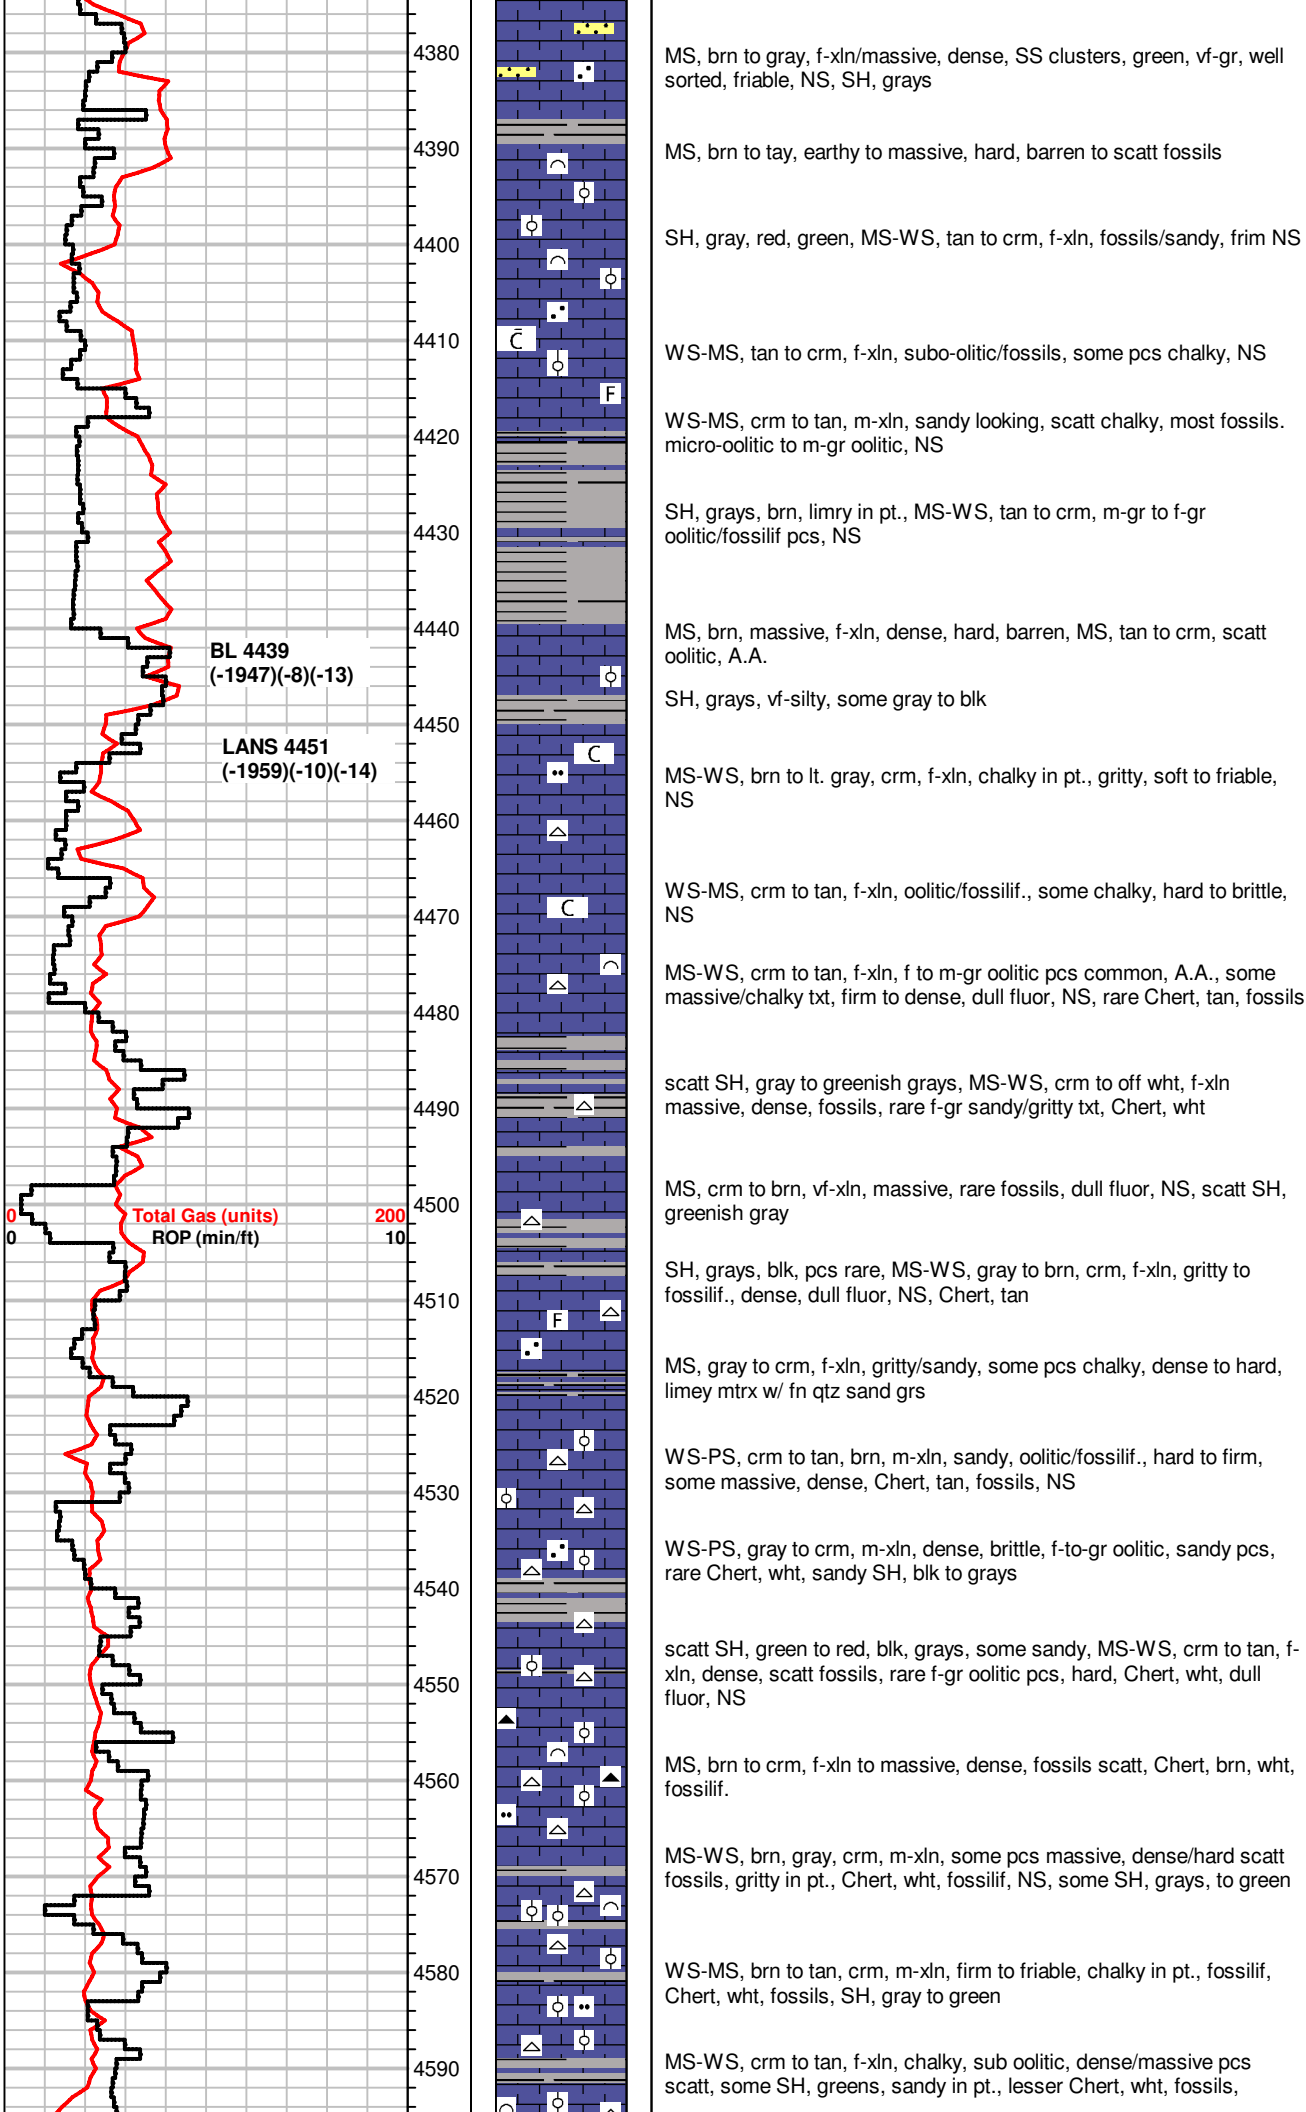 4380
MS, brn to gray, f-xln/massive, dense, SS clusters, green, vf-gr, well
sorted, friable, NS, SH, grays
4390
MS, brn to tay, earthy to massive, hard, barren to scatt fossils
4400
SH, gray, red, green, MS-WS, tan to crm, f-xln, fossils/sandy, frim NS
4410
C
WS-MS, tan to crm, f-xln, subo-olitic/fossils, some pcs chalky, NS
F
4420
WS-MS, crm to tan, m-xln, sandy looking, scatt chalky, most fossils.
micro-oolitic to m-gr oolitic, NS
4430
SH, grays, brn, limry in pt., MS-WS, tan to crm, m-gr to f-gr
oolitic/fossilif pcs, NS
4440
BL 4439
(-1947)(-8)(-13)
MS, brn, massive, f-xln, dense, hard, barren, MS, tan to crm, scatt
oolitic, A.A.
SH, grays, vf-silty, some gray to blk
4450
LANS 4451
(-1959)(-10)(-14)
C
MS-WS, brn to lt. gray, crm, f-xln, chalky in pt., gritty, soft to friable,
NS
4460
WS-MS, crm to tan, f-xln, oolitic/fossilif., some chalky, hard to brittle,
NS
C
4470
MS-WS, crm to tan, f-xln, f to m-gr oolitic pcs common, A.A., some
massive/chalky txt, firm to dense, dull fluor, NS, rare Chert, tan, fossils
4480
scatt SH, gray to greenish grays, MS-WS, crm to off wht, f-xln
massive, dense, fossils, rare f-gr sandy/gritty txt, Chert, wht
4490
MS, crm to brn, vf-xln, massive, rare fossils, dull fluor, NS, scatt SH,
greenish gray
4500
0 Total Gas (units) 200
0 ROP (min/ft) 10
SH, grays, blk, pcs rare, MS-WS, gray to brn, crm, f-xln, gritty to
fossilif., dense, dull fluor, NS, Chert, tan
4510
F
MS, gray to crm, f-xln, gritty/sandy, some pcs chalky, dense to hard,
limey mtrx w/ fn qtz sand grs
4520
WS-PS, crm to tan, brn, m-xln, sandy, oolitic/fossilif., hard to firm,
some massive, dense, Chert, tan, fossils, NS
4530
WS-PS, gray to crm, m-xln, dense, brittle, f-to-gr oolitic, sandy pcs,
rare Chert, wht, sandy SH, blk to grays
4540
scatt SH, green to red, blk, grays, some sandy, MS-WS, crm to tan, f-
xln, dense, scatt fossils, rare f-gr oolitic pcs, hard, Chert, wht, dull
fluor, NS
4550
MS, brn to crm, f-xln to massive, dense, fossils scatt, Chert, brn, wht,
fossilif.
4560
MS-WS, brn, gray, crm, m-xln, some pcs massive, dense/hard scatt
fossils, gritty in pt., Chert, wht, fossilif, NS, some SH, grays, to green
4570
WS-MS, brn to tan, crm, m-xln, firm to friable, chalky in pt., fossilif,
Chert, wht, fossils, SH, gray to green
4580
MS-WS, crm to tan, f-xln, chalky, sub oolitic, dense/massive pcs
scatt, some SH, greens, sandy in pt., lesser Chert, wht, fossils,
4590